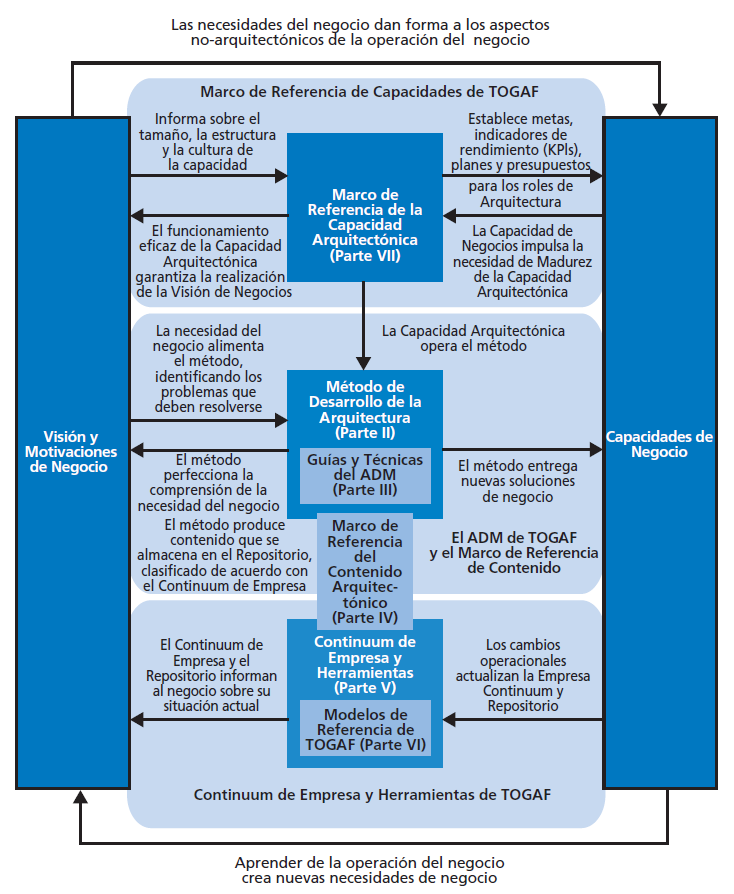 Las necesidades del negocio dan forma a los aspectos
no-arquitectónicos de la operación del negocio
Marco de Referencia de Capacidades de TOGAF
Informa sobre el
tamaño, la estructura
y la cultura de
la capacidad
Establece metas,
indicadores de
rendimiento (KPIs),
planes y presupuestos
para los roles de
Arquitectura
Marco de
Referencia de la
Capacidad
Arquitectónica
(Parte VII)
El funcionamiento
eficaz de la Capacidad
Arquitectónica
garantiza la realización
de la Visión de Negocios
La Capacidad de
Negocios impulsa la
necesidad de Madurez
de la Capacidad
Arquitectónica
La necesidad del
negocio alimenta
el método,
identificando los
problemas que
deben resolverse
La Capacidad Arquitectónica
opera el método
Método de
Desarrollo de la
Arquitectura
(Parte II)
Visión y
Motivaciones
de Negocio
Capacidades de
Negocio
Guías y Técnicas
del ADM
(Parte III)
El método
perfecciona la
comprensión de la
necesidad del negocio
El método entrega
nuevas soluciones
de negocio
El método produce
contenido que se
almacena en el Repositorio,
clasificado de acuerdo con
el Continuum de Empresa
Marco de
Referencia
del
Contenido
Arquitec-
tónico
(Parte IV)
El ADM de TOGAF
y el Marco de Referencia
de Contenido
El Continuum de
Empresa y el
Repositorio informan
al negocio sobre su
situación actual
Continuum de
Empresa y
Herramientas
(Parte V)
Los cambios
operacionales
actualizan la Empresa
Continuum y
Repositorio
Modelos de
Referencia de
TOGAF (Parte VI)
Continuum de Empresa y Herramientas de TOGAF
Aprender de la operación del negocio
crea nuevas necesidades de negocio